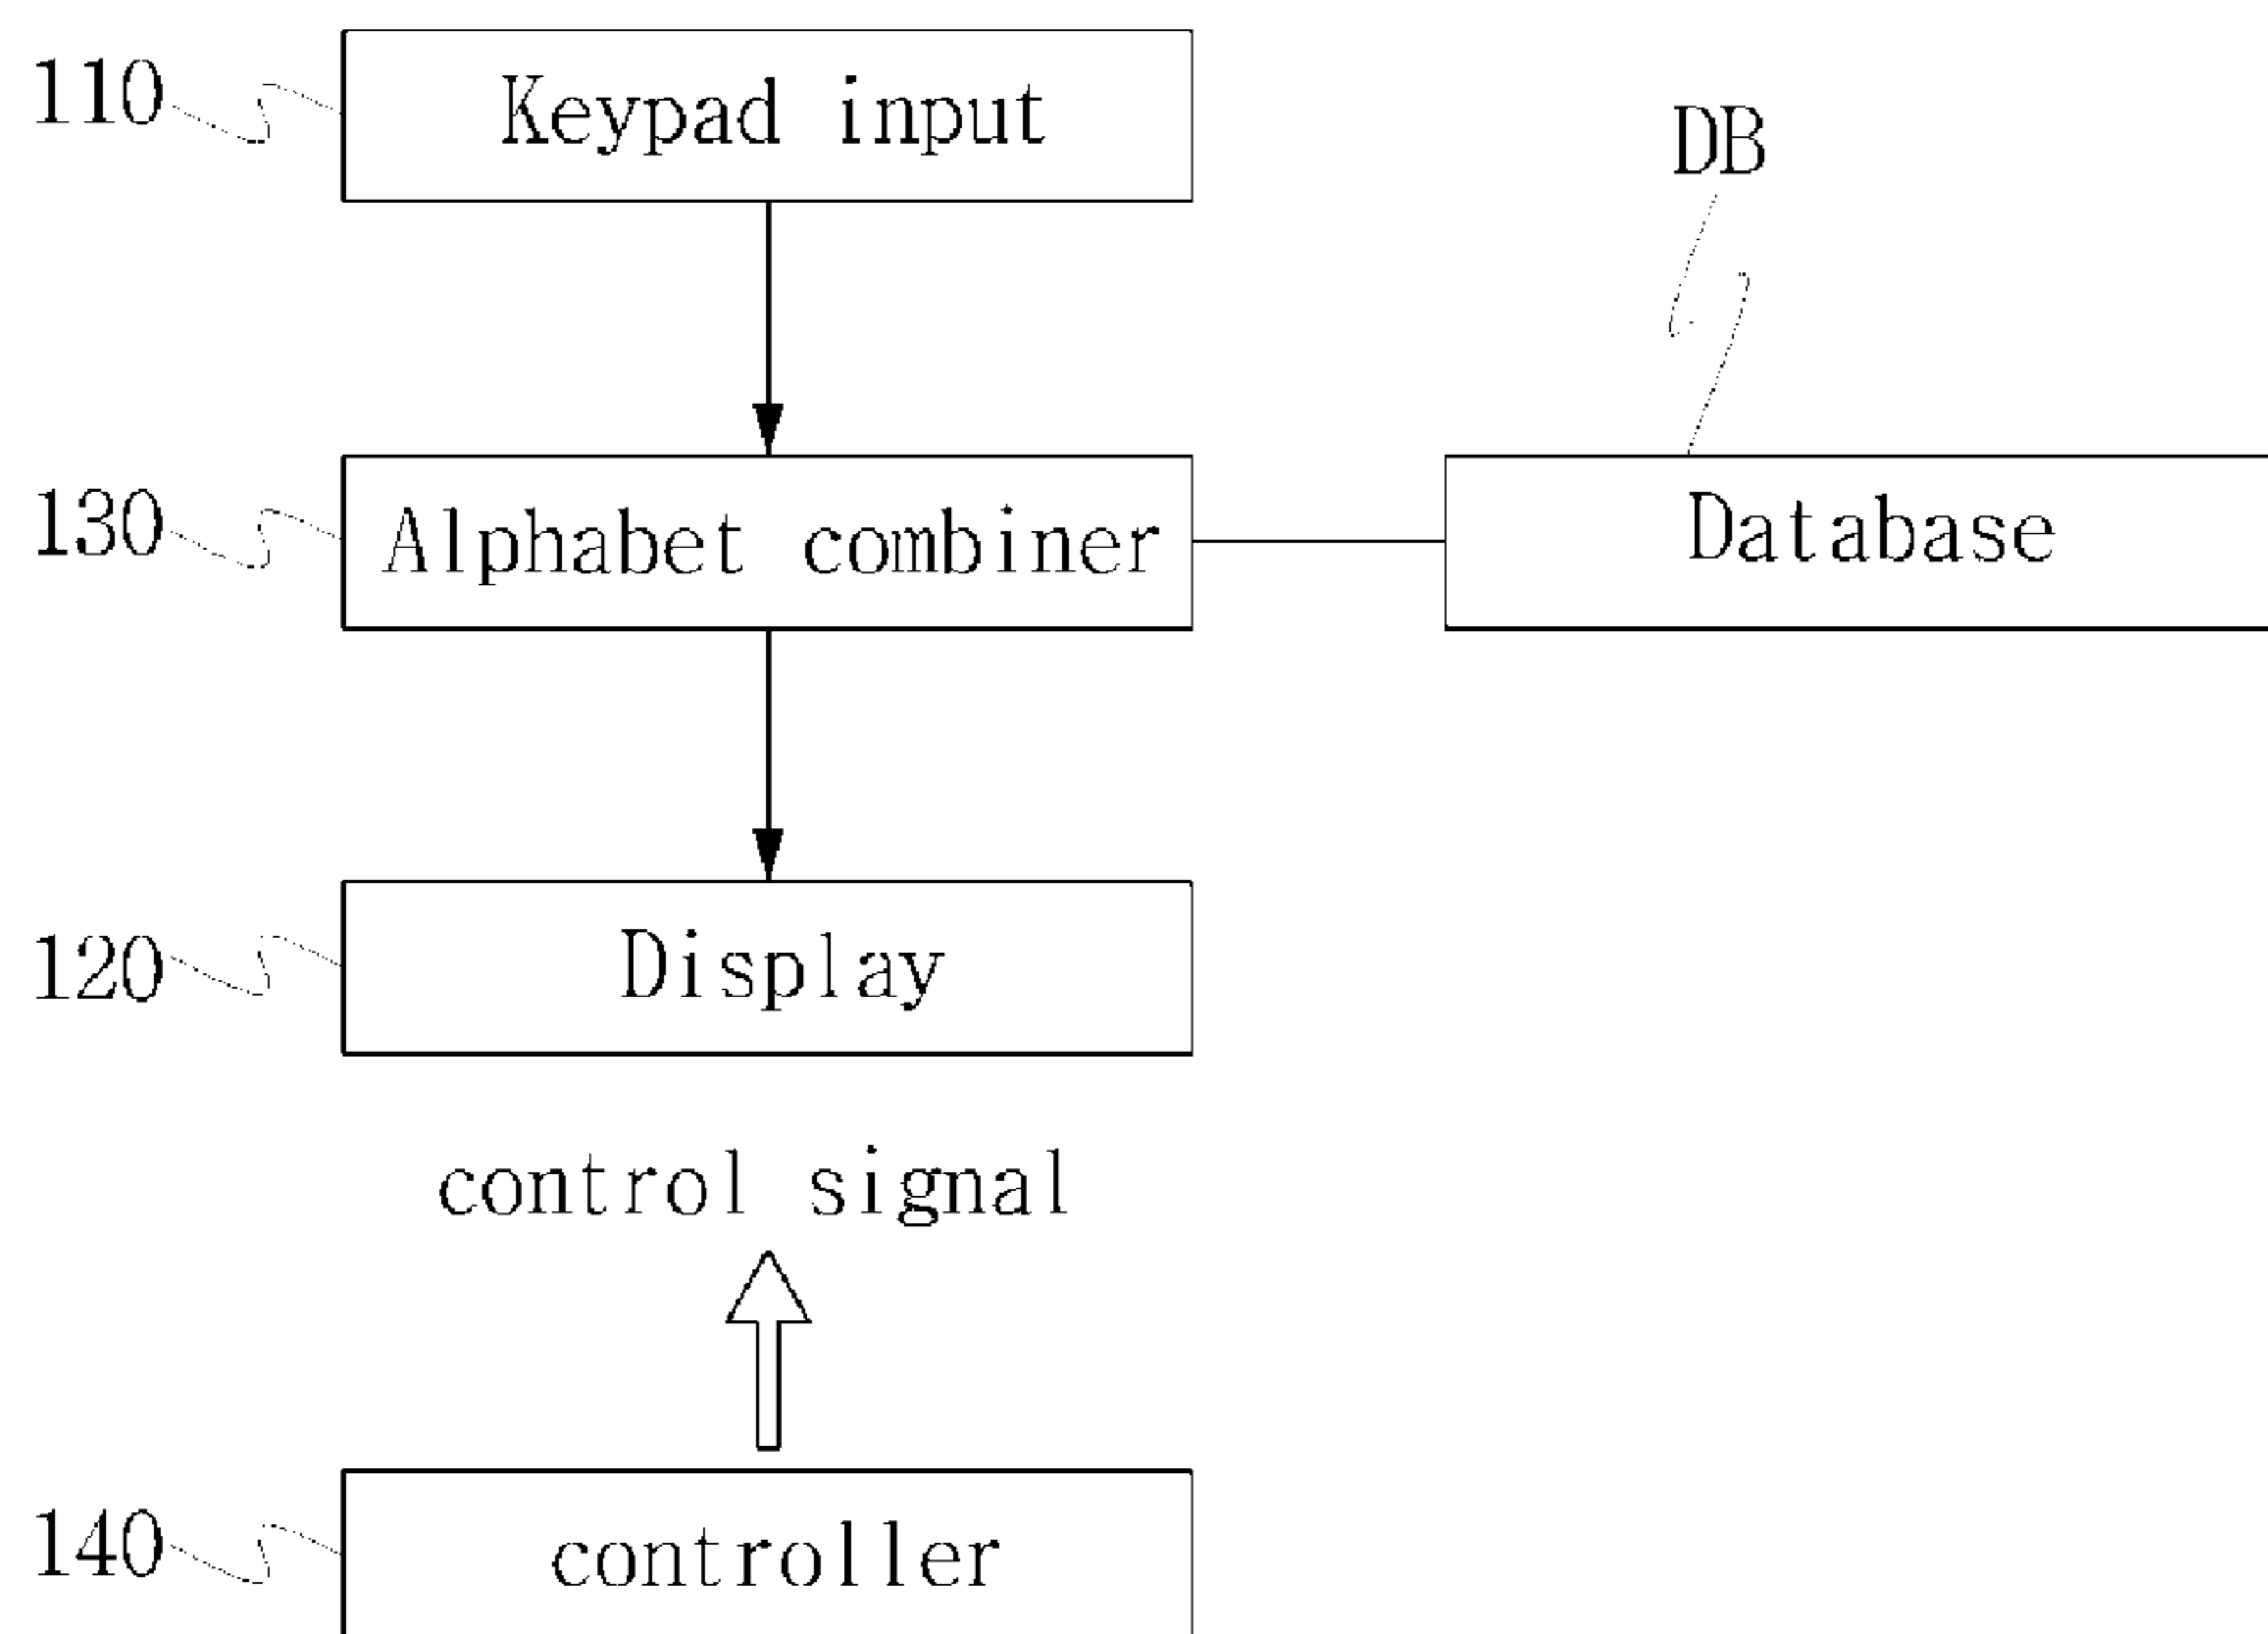 110 Keypad input
DB
130 Alphabet combiner Database
120 Display
control signal
140 controller